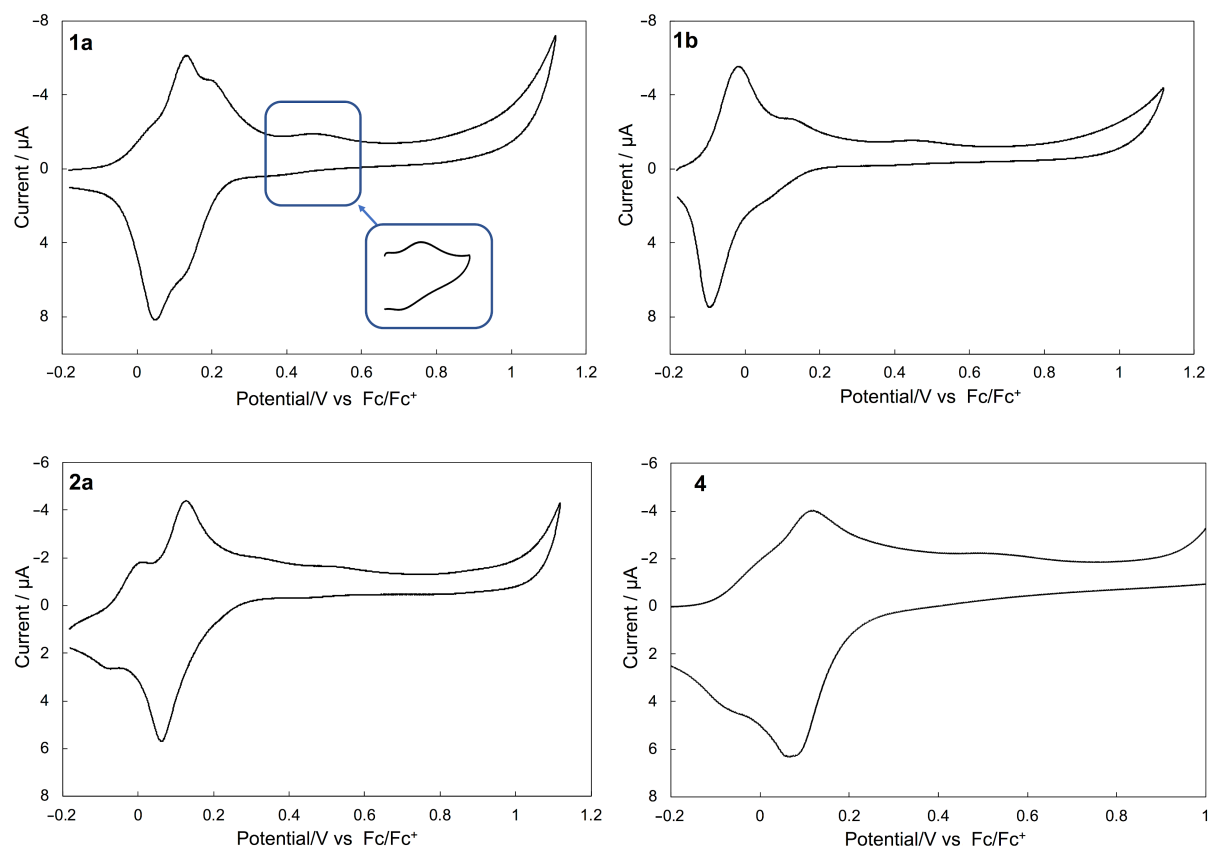 1a
−8
−4
0
4
8
Current / μA
−0.2 0 0.2 0.4 0.6 0.8 1 1.2
Potential/V vs Fc/Fc⁺
1b
−8
−4
0
4
8
Current / μA
−0.2 0 0.2 0.4 0.6 0.8 1 1.2
Potential/V vs Fc/Fc⁺
2a
−6
−4
−2
0
2
4
6
8
Current / μA
−0.2 0 0.2 0.4 0.6 0.8 1 1.2
Potential/V vs Fc/Fc⁺
4
−6
−4
−2
0
2
4
6
8
Current / μA
−0.2 0 0.2 0.4 0.6 0.8 1
Potential/V vs Fc/Fc⁺